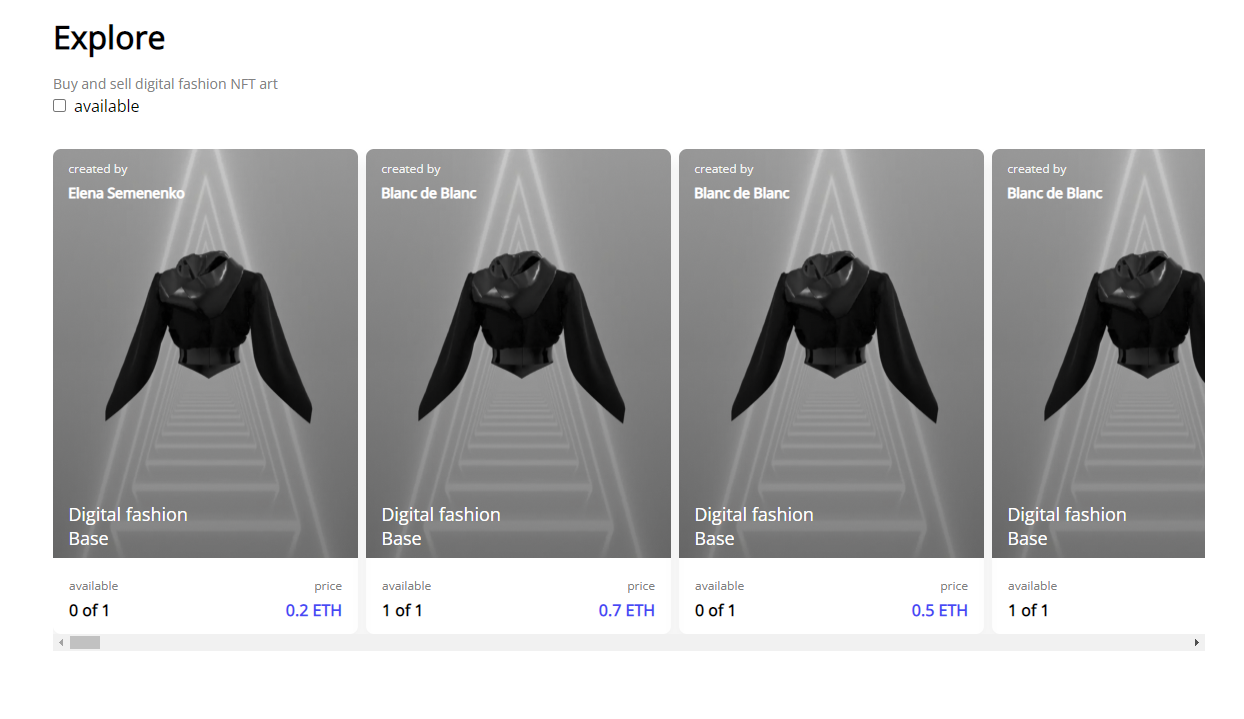 Explore
Buy and sell digital fashion NFT art
available
created by
Elena Semenenko
Digital fashion
Base
available
price
0 of 1
0.2 ETH
created by
Blanc de Blanc
Digital fashion
Base
available
price
1 of 1
0.7 ETH
created by
Blanc de Blanc
Digital fashion
Base
available
price
0 of 1
0.5 ETH
created by
Blanc de Blanc
Digital fashion
Base
available
1 of 1